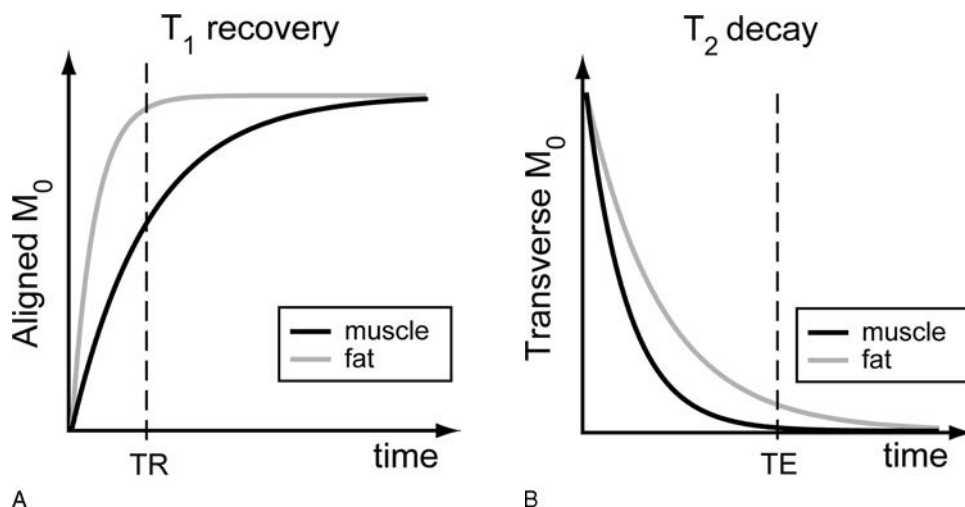 T₁ recovery
Aligned M₀
muscle
fat
TR
time
A
T₂ decay
Transverse M₀
muscle
fat
TE
time
B